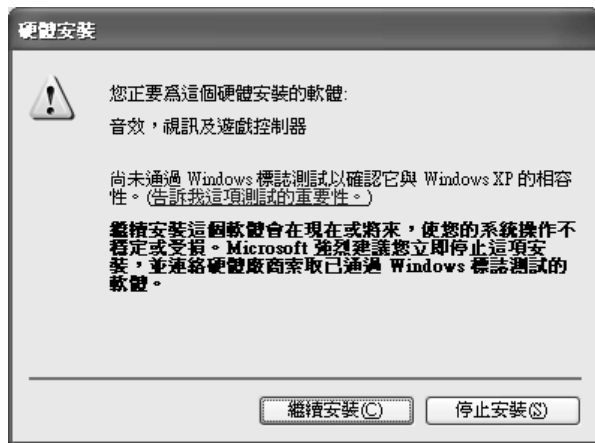 硬體安裝
您正要爲這個硬體安裝的軟體:
音效，視訊及遊戲控制器
尚未通過 Windows 標誌測試以確認它與 Windows XP 的相容
性。(告訴我這項測試的重要性。)
繼續安裝這個軟體會在現在或將來，使您的系統操作不
穩定或受損。Microsoft 強烈建議您立即停止這項安
裝，並連絡硬體廠商索取已通過 Windows 標誌測試的
軟體。
繼續安裝(C)
停止安裝(S)